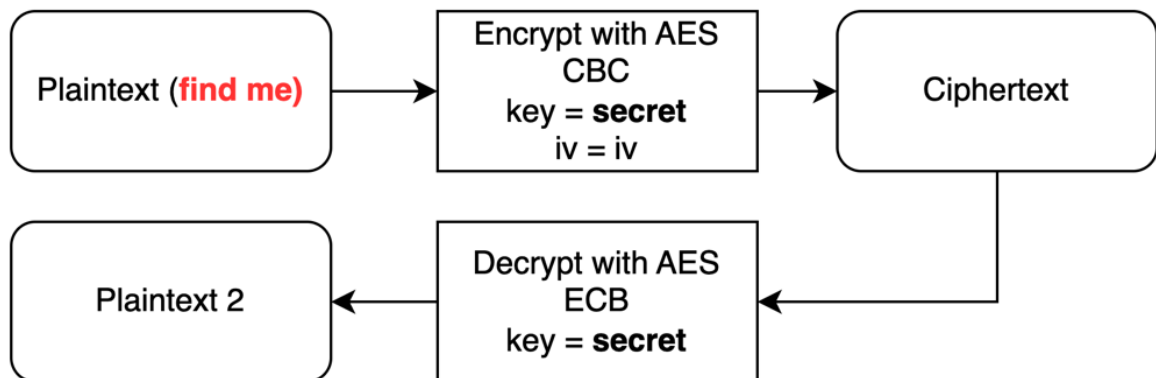 Plaintext (find me)
Encrypt with AES
CBC
key = secret
iv = iv
Ciphertext
Plaintext 2
Decrypt with AES
ECB
key = secret